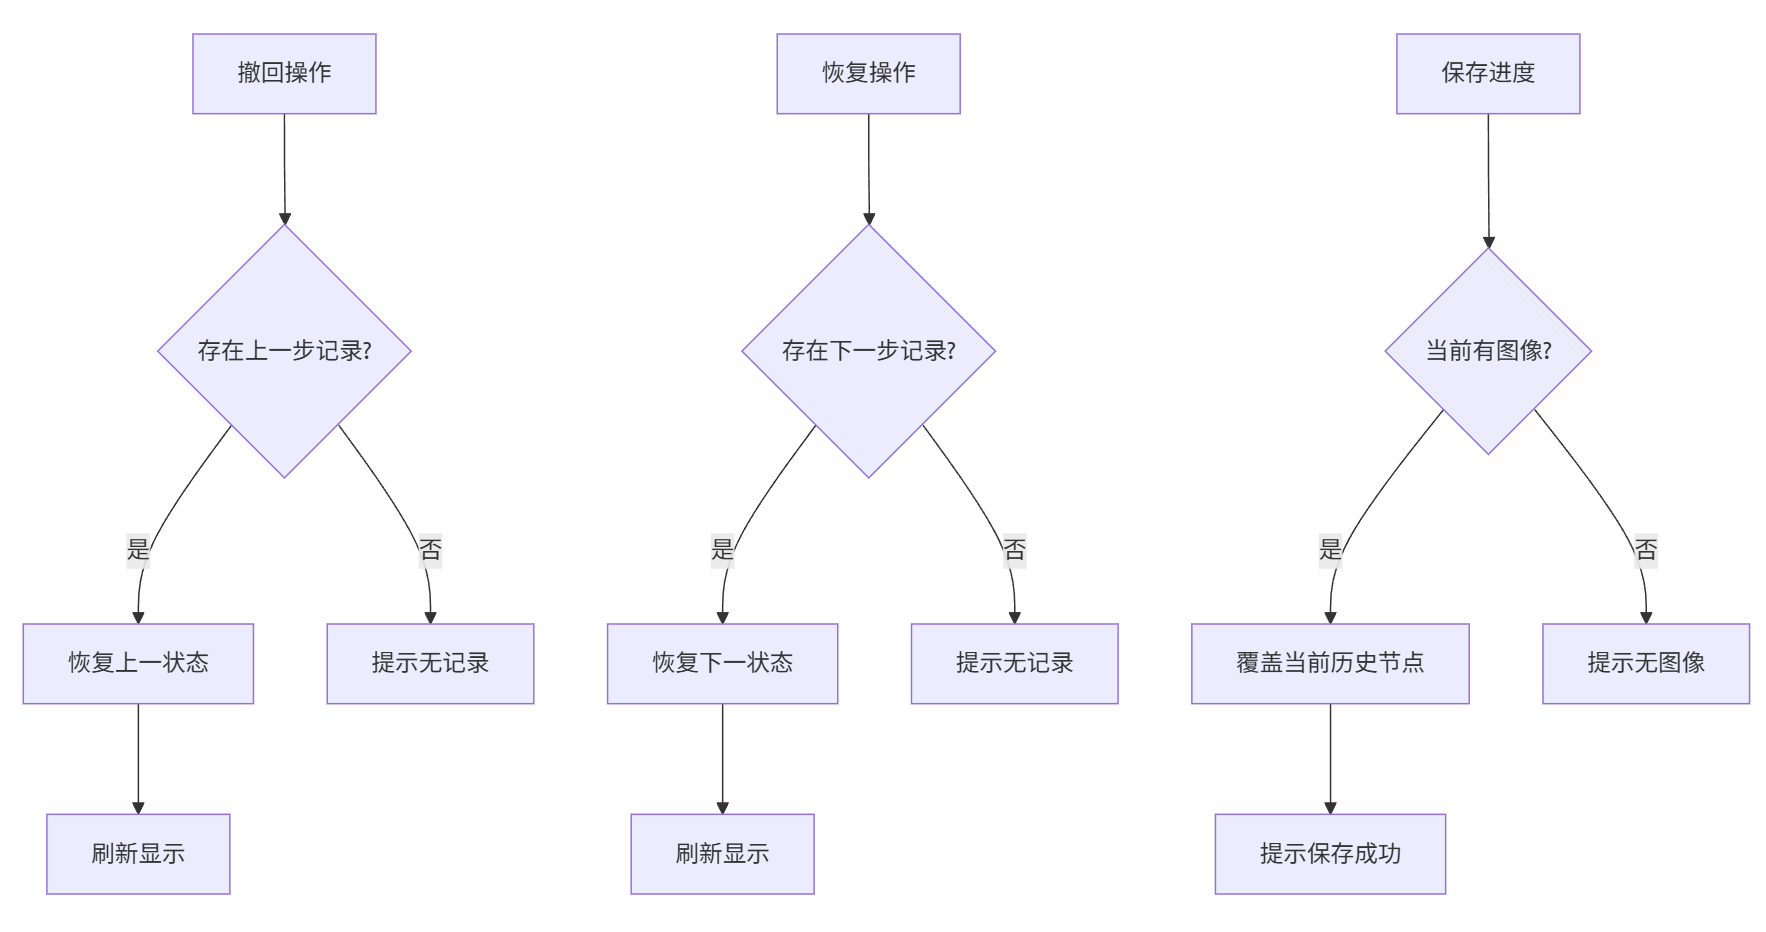 撤回操作
恢复操作
保存进度
存在上一步记录?
存在下一步记录?
当前有图像?
是
否
是
否
是
否
恢复上一状态
提示无记录
恢复下一状态
提示无记录
覆盖当前历史节点
提示无图像
刷新显示
刷新显示
提示保存成功